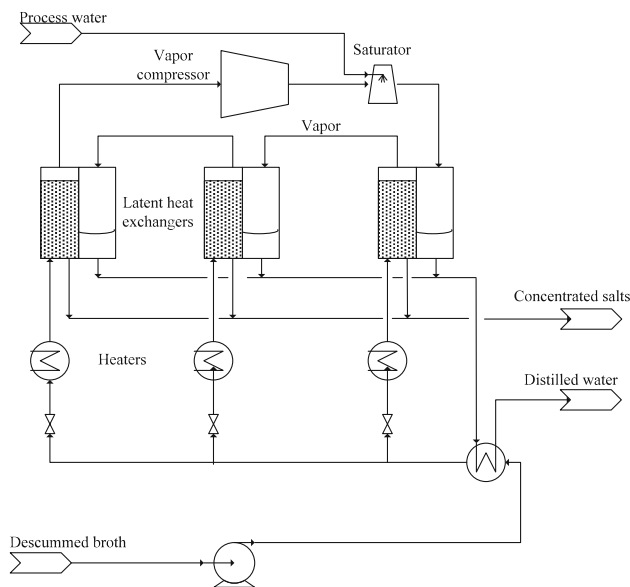 Process water
Vapor
compressor
Saturator
Vapor
Latent heat
exchangers
Concentrated salts
Heaters
Distilled water
Descummed broth